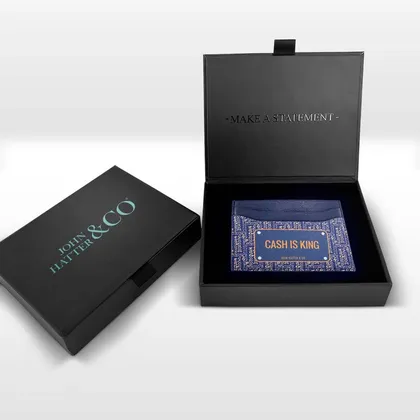 JOHN
HATTER &CO
-MAKE A STATEMENT-
CASH IS KING